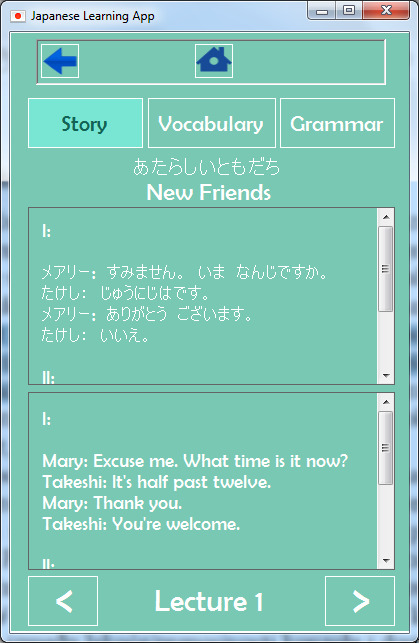 Japanese Learning App
Story
Vocabulary
Grammar
あたらしいともだち
New Friends
I:
メアリー: すみません。 いま なんじですか。
たけし: じゅうにじはです。
メアリー: ありがとう ございます。
たけし: いいえ。
II:
I:
Mary: Excuse me. What time is it now?
Takeshi: It's half past twelve.
Mary: Thank you.
Takeshi: You're welcome.
II:
<
Lecture 1
>